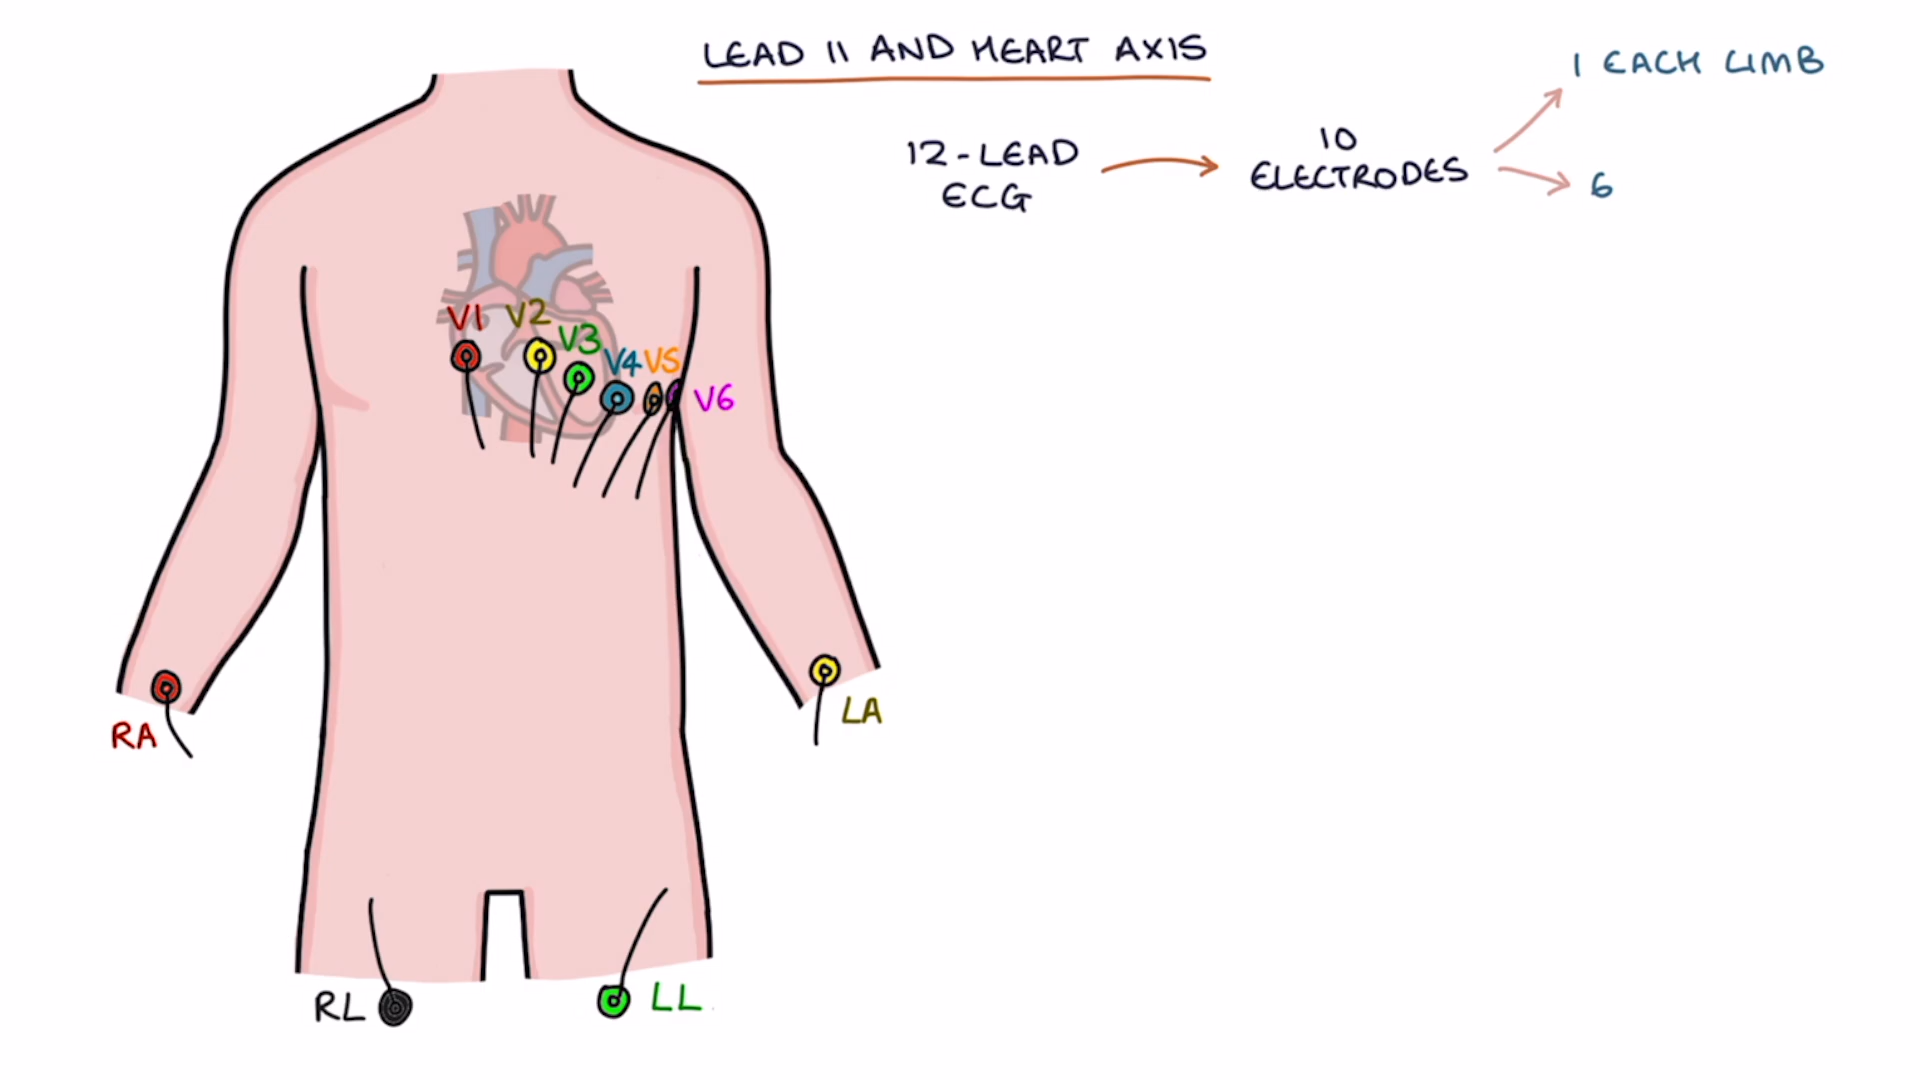 LEAD II AND HEART AXIS
1 EACH LIMB
12-LEAD
ECG
10
ELECTRODES
6
V1
V2
V3
V4
V5
V6
RA
LA
RL
LL